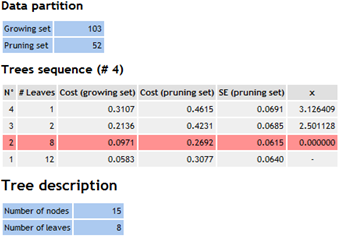 Data partition
Growing set 103
Pruning set 52
Trees sequence (# 4)
N° # Leaves Cost (growing set) Cost (pruning set) SE (pruning set) x
4 1 0.3107 0.4615 0.0691 3.126409
3 2 0.2136 0.4231 0.0685 2.501128
2 8 0.0971 0.2692 0.0615 0.000000
1 12 0.0583 0.3077 0.0640 -
Tree description
Number of nodes 15
Number of leaves 8